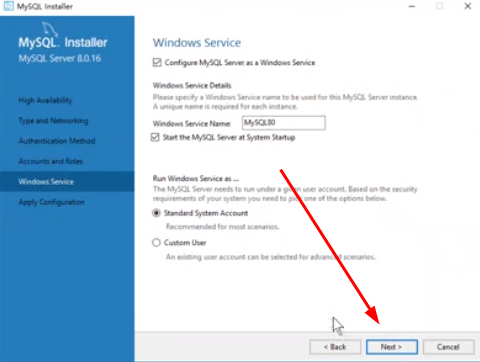 MySQL Installer
MySQL. Installer
MySQL Server 8.0.16
High Availability
Type and Networking
Authentication Method
Accounts and Roles
Windows Service
Apply Configuration
Windows Service
Configure MySQL Server as a Windows Service
Windows Service Details
Please specify a Windows Service name to be used for this MySQL Server instance.
A unique name is required for each instance.
Windows Service Name: MySQL80
Start the MySQL Server at System Startup
Run Windows Service as ...
The MySQL Server needs to run under a given user account. Based on the security
requirements of your system you need to pick one of the options below.
Standard System Account
Recommended for most scenarios.
Custom User
An existing user account can be selected for advanced scenarios.
< Back
Next >
Cancel